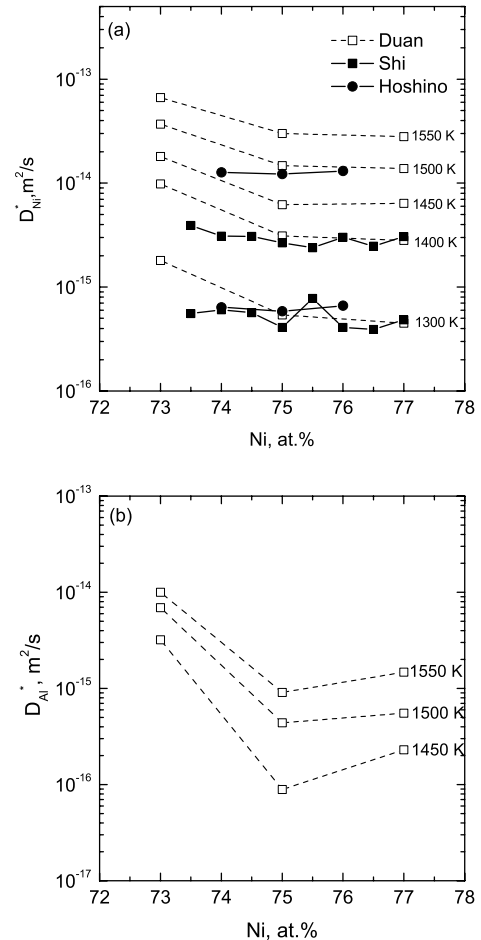 (a)
Duan
Shi
Hoshino
10^-13
10^-14
10^-15
10^-16
D*Ni, m²/s
1550 K
1500 K
1450 K
1400 K
1300 K
72 73 74 75 76 77 78
Ni, at.%
(b)
10^-13
10^-14
10^-15
10^-16
10^-17
DAl*, m²/s
1550 K
1500 K
1450 K
72 73 74 75 76 77 78
Ni, at.%